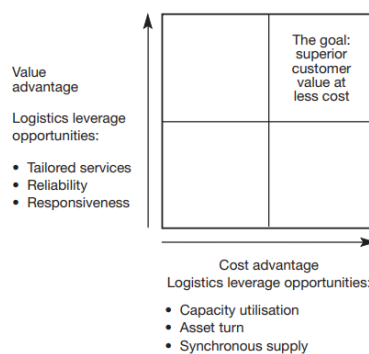 The goal:
superior
customer
value at
less cost
Value
advantage
Logistics leverage
opportunities:
• Tailored services
• Reliability
• Responsiveness
Cost advantage
Logistics leverage opportunities:
• Capacity utilisation
• Asset turn
• Synchronous supply